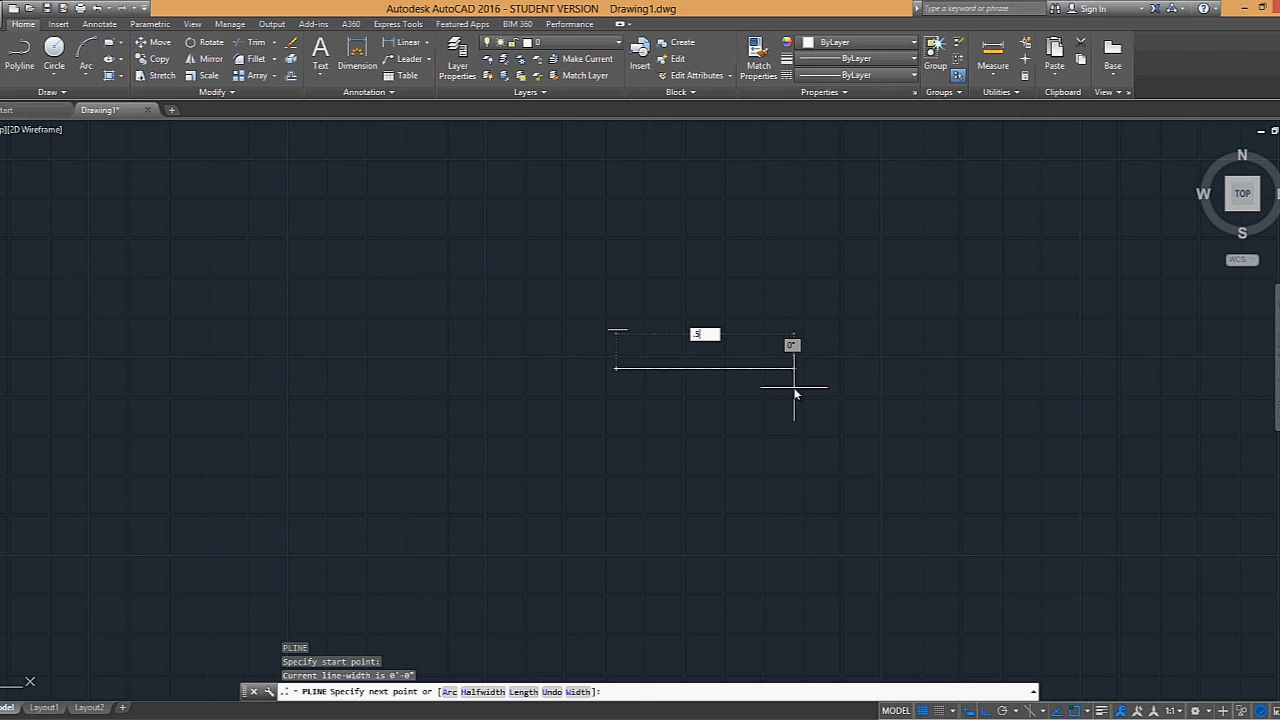 Autodesk AutoCAD 2016 - STUDENT VERSION Drawing1.dwg
Type a keyword or phrase
Sign In
Home Insert Annotate Parametric View Manage Output Add-ins A360 Express Tools Featured Apps BIM 360 Performance
Polyline Circle Arc
Move Rotate Trim
Copy Mirror Fillet
Stretch Scale Array
Text Dimension
Linear
Leader
Table
Layer Properties
0
Make Current
Match Layer
Insert
Create
Edit
Edit Attributes
Match Properties
ByLayer
ByLayer
ByLayer
Group Measure Paste Base
Draw Modify Annotation Layers Block Properties Groups Utilities Clipboard View
Drawing1*
][2D Wireframe]
N
W TOP
S
WCS
.5
0°
PLINE
Specify start point:
Current line-width is 0'-0"
X
PLINE Specify next point or [Arc Halfwidth Length Undo Width]:
Layout1 Layout2 +
MODEL
1:1